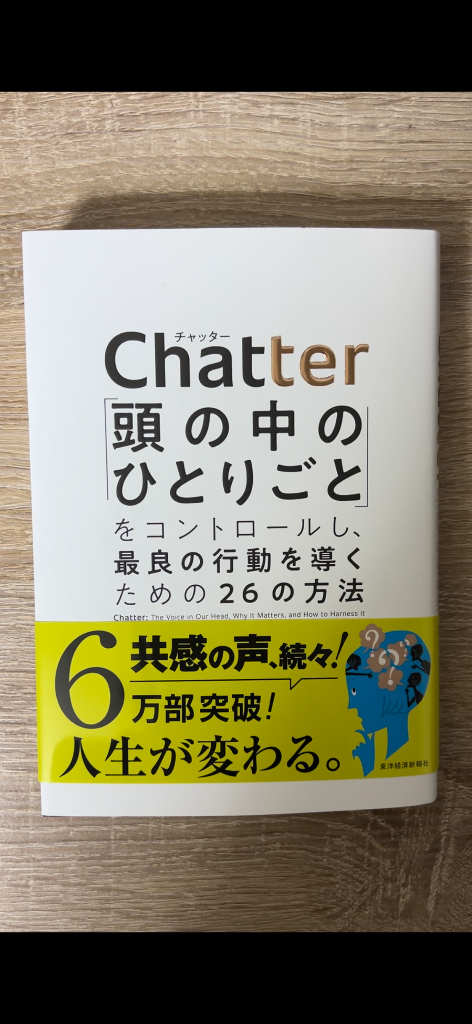 チャッター
Chatter
「頭の中の
ひとりごと」
をコントロールし、
最良の行動を導く
ための26の方法
Chatter: The Voice in Our Head, Why It Matters, and How to Harness It
共感の声、続々!
6万部突破!
人生が変わる。
東洋経済新報社